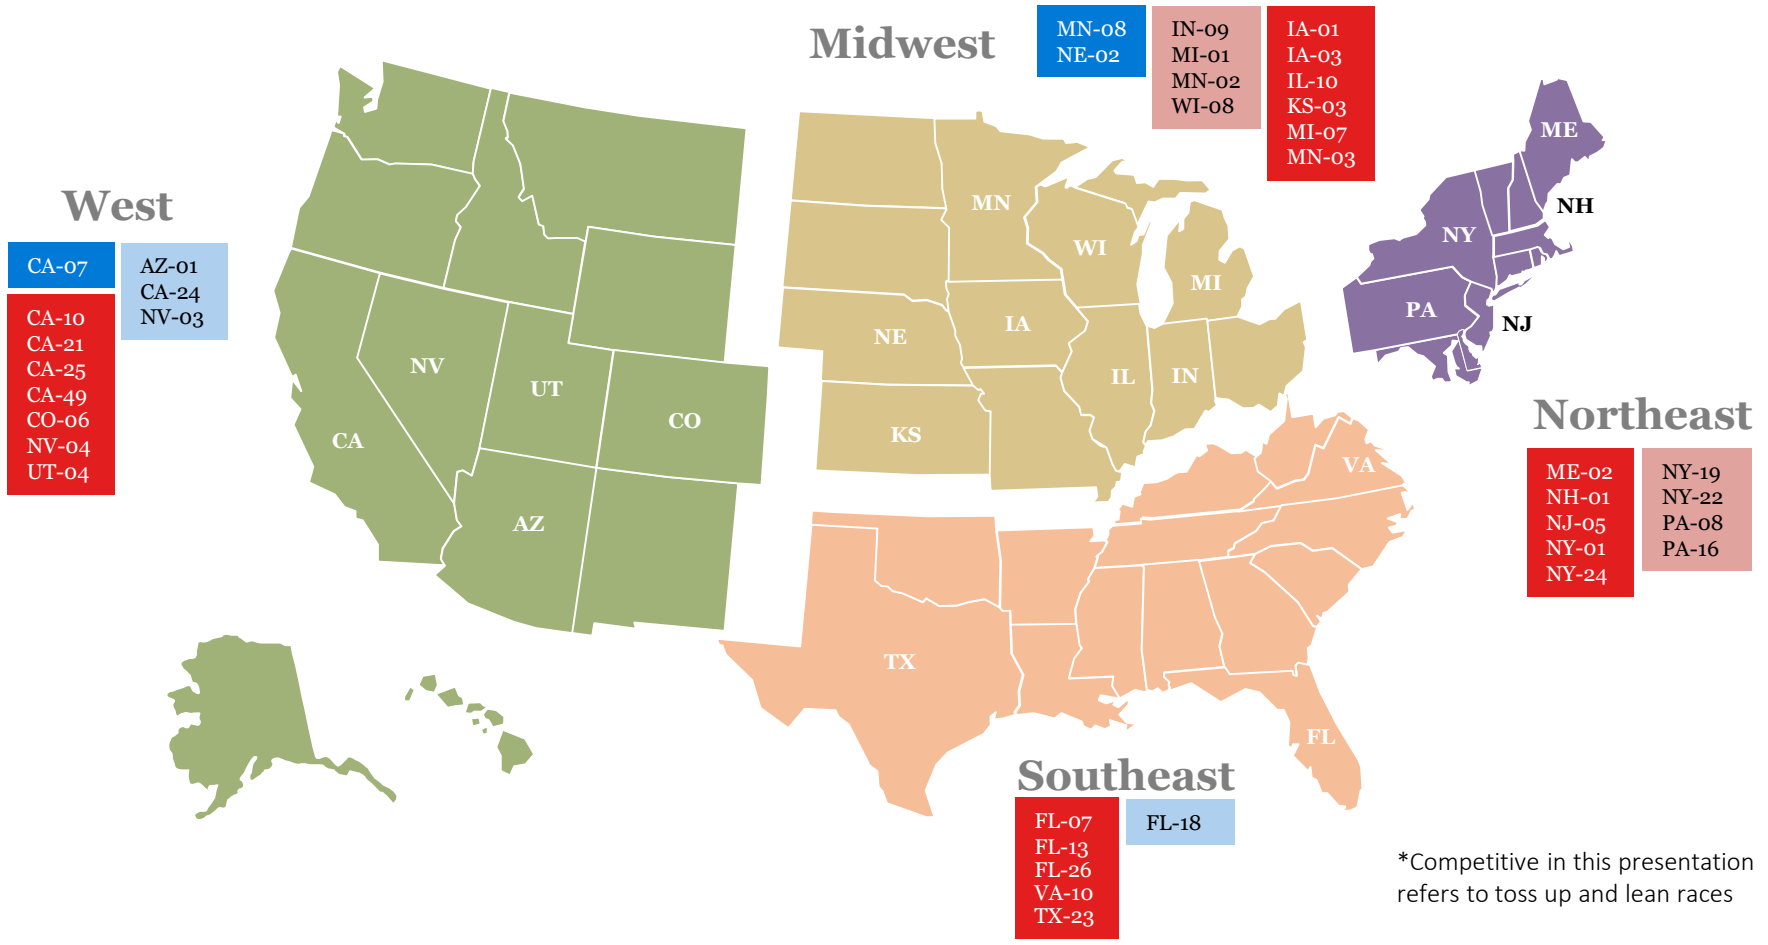 Midwest
MN-08
NE-02
IN-09
MI-01
MN-02
WI-08
IA-01
IA-03
IL-10
KS-03
MI-07
MN-03
West
CA-07
AZ-01
CA-24
NV-03
CA-10
CA-21
CA-25
CA-49
CO-06
NV-04
UT-04
ME
NH
NY
PA
NJ
MN
WI
MI
NE
IA
IL
IN
KS
NV
UT
CO
CA
AZ
VA
TX
FL
Northeast
ME-02
NH-01
NJ-05
NY-01
NY-24
NY-19
NY-22
PA-08
PA-16
Southeast
FL-07
FL-13
FL-26
VA-10
TX-23
FL-18
*Competitive in this presentation
refers to toss up and lean races